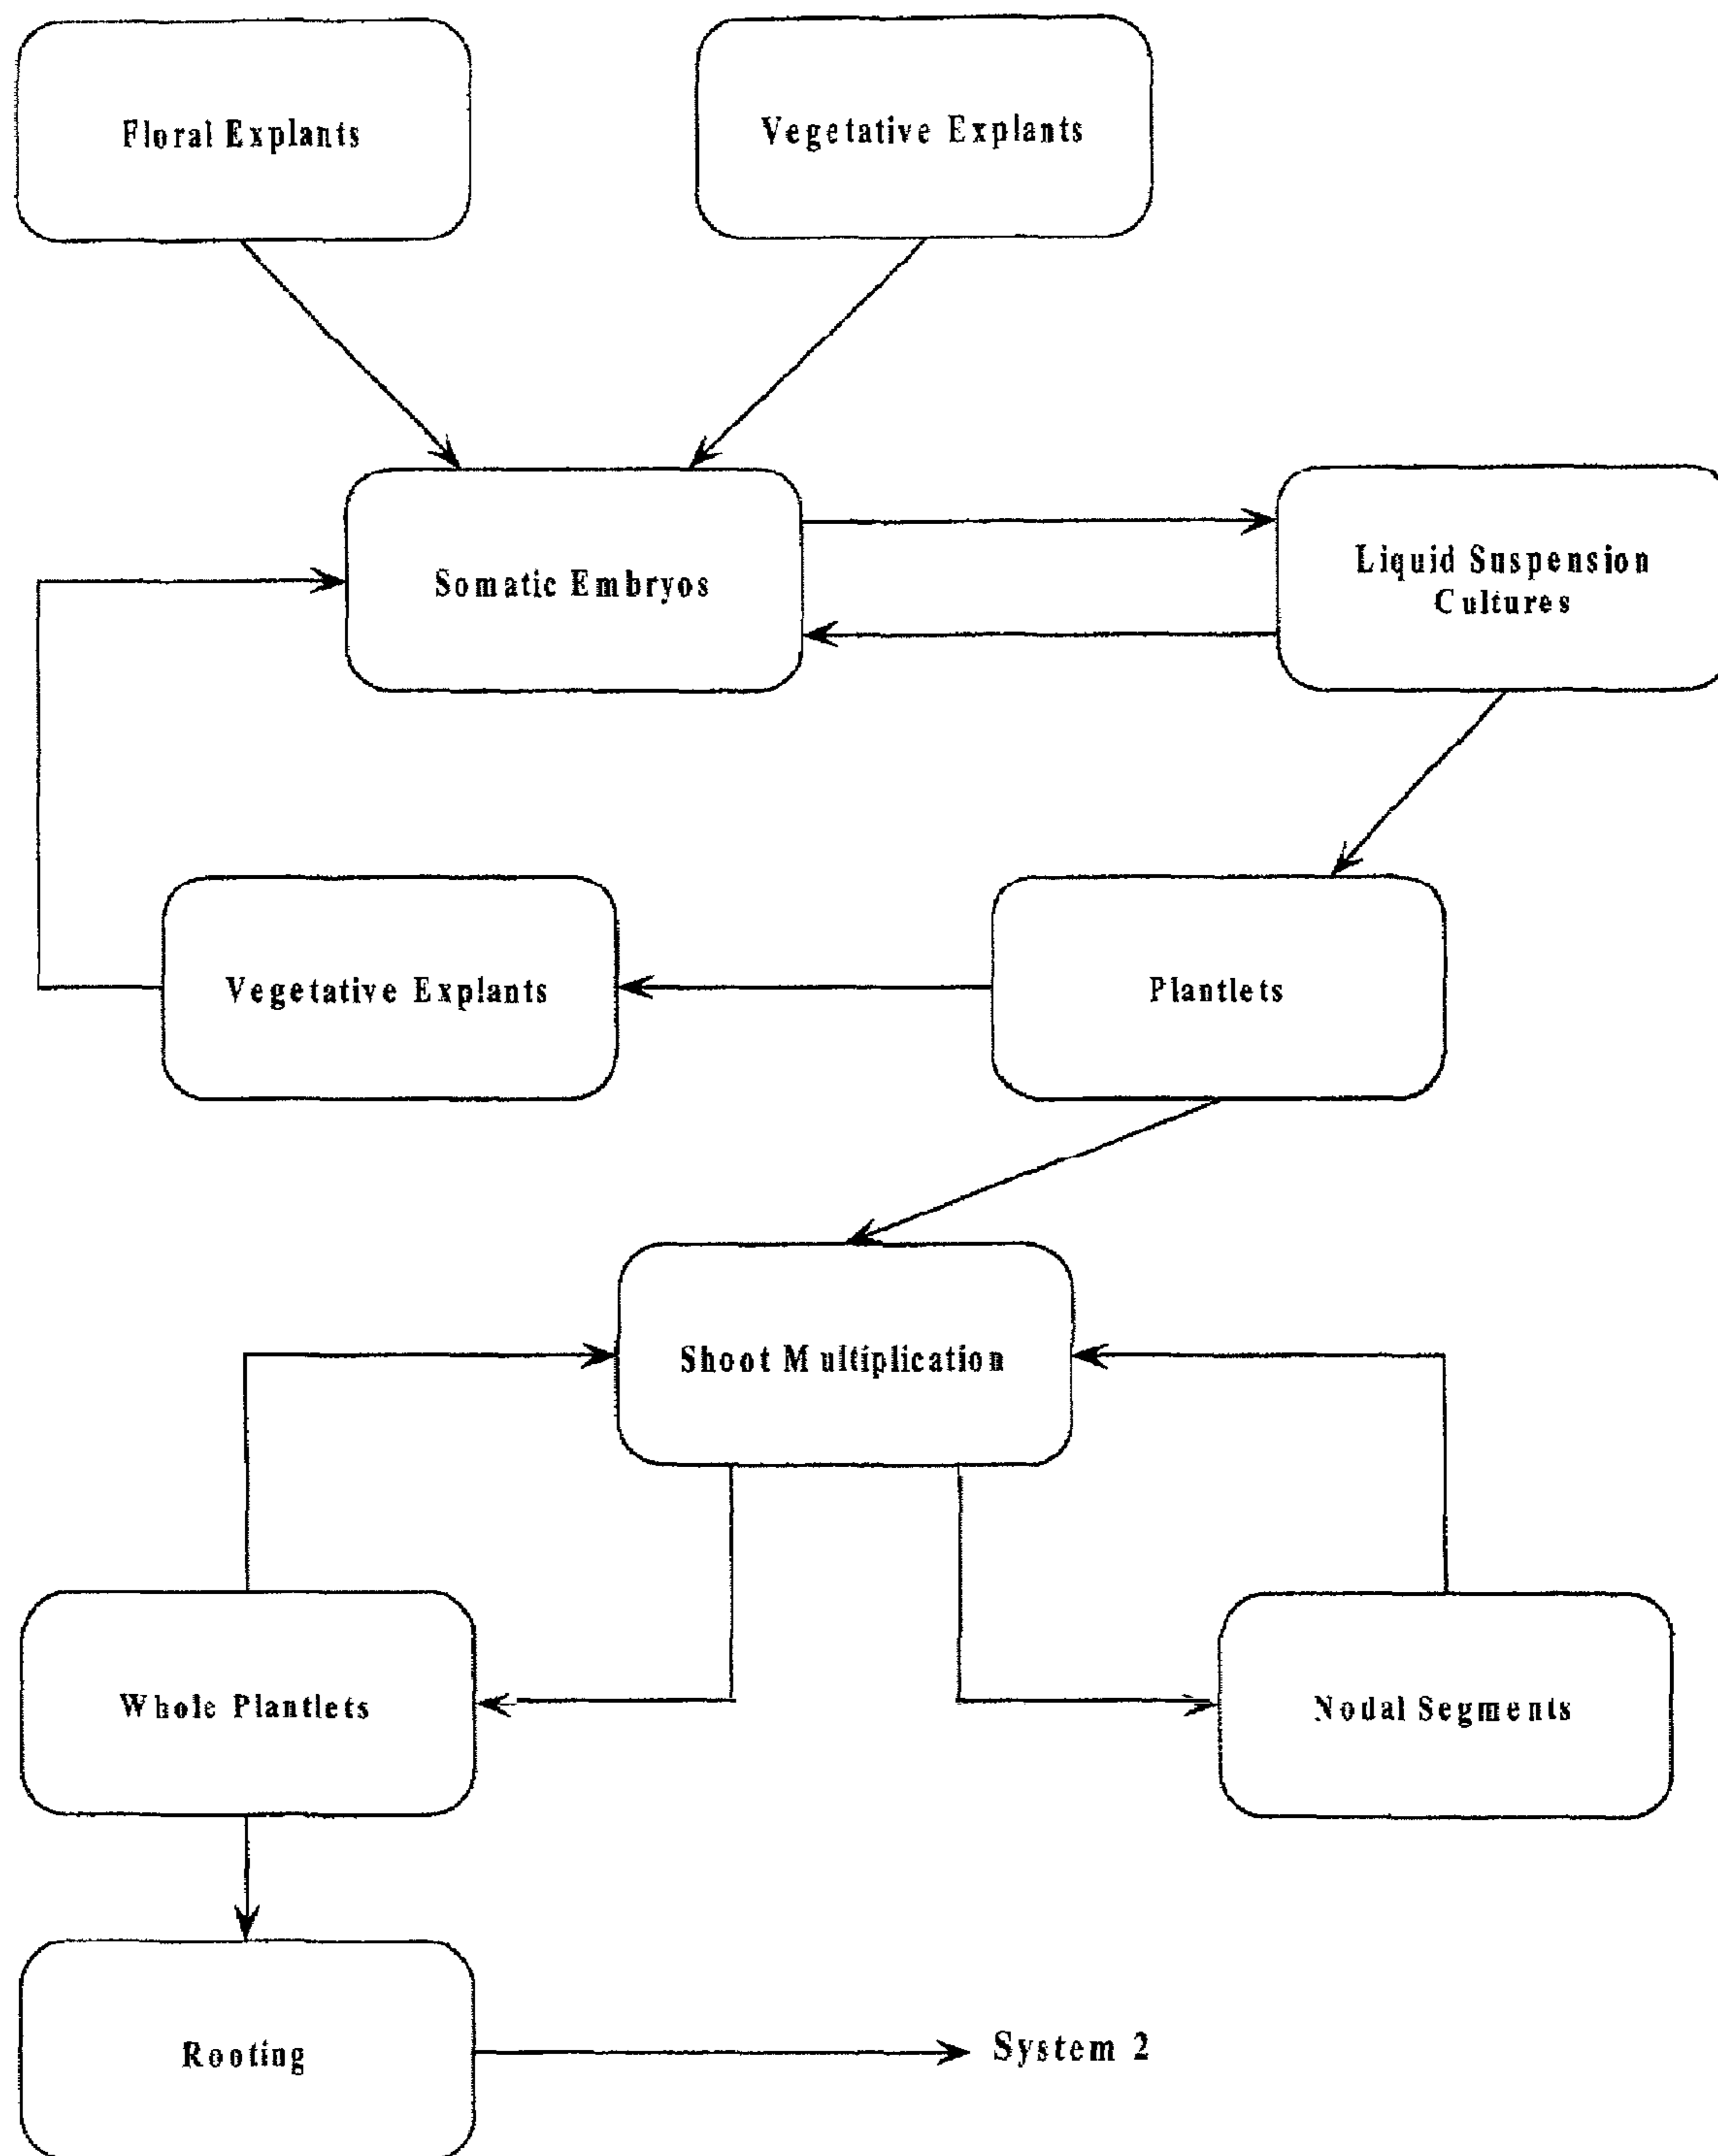 Floral Explants
Vegetative Explants
Somatic Embryos
Liquid Suspension
Cultures
Vegetative Explants
Plantlets
Shoot Multiplication
Whole Plantlets
Nodal Segments
Rooting
System 2